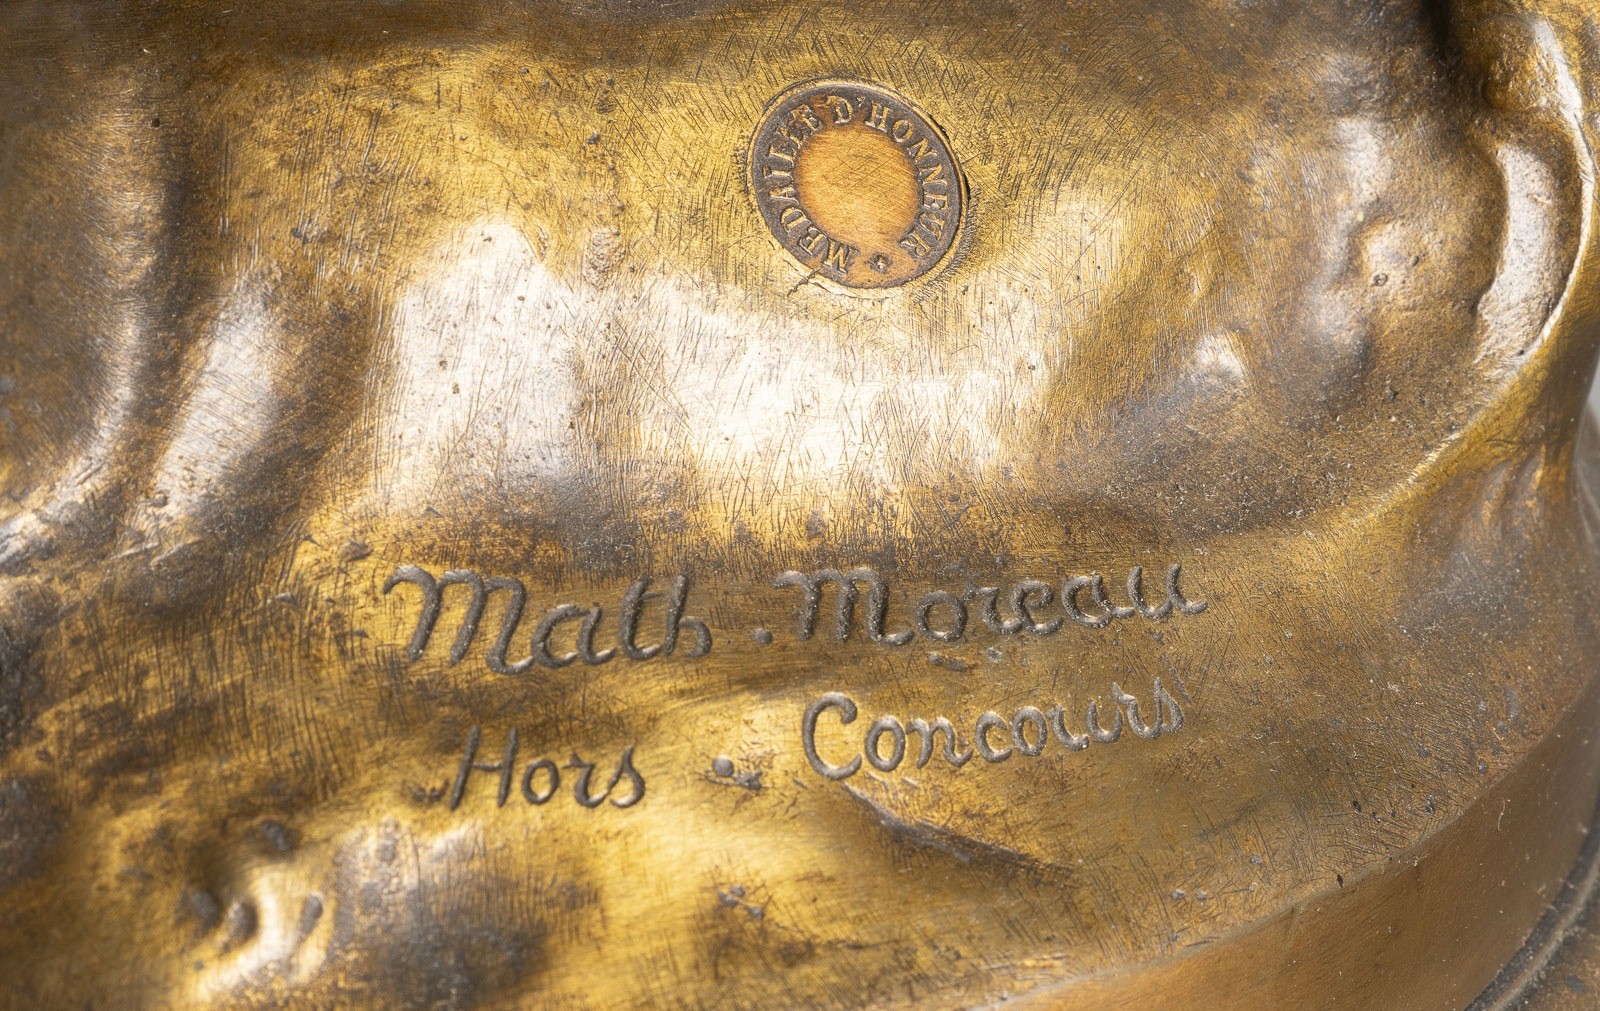 MEDAILLE D'HONNEUR *
Math . Moreau
Hors . Concours